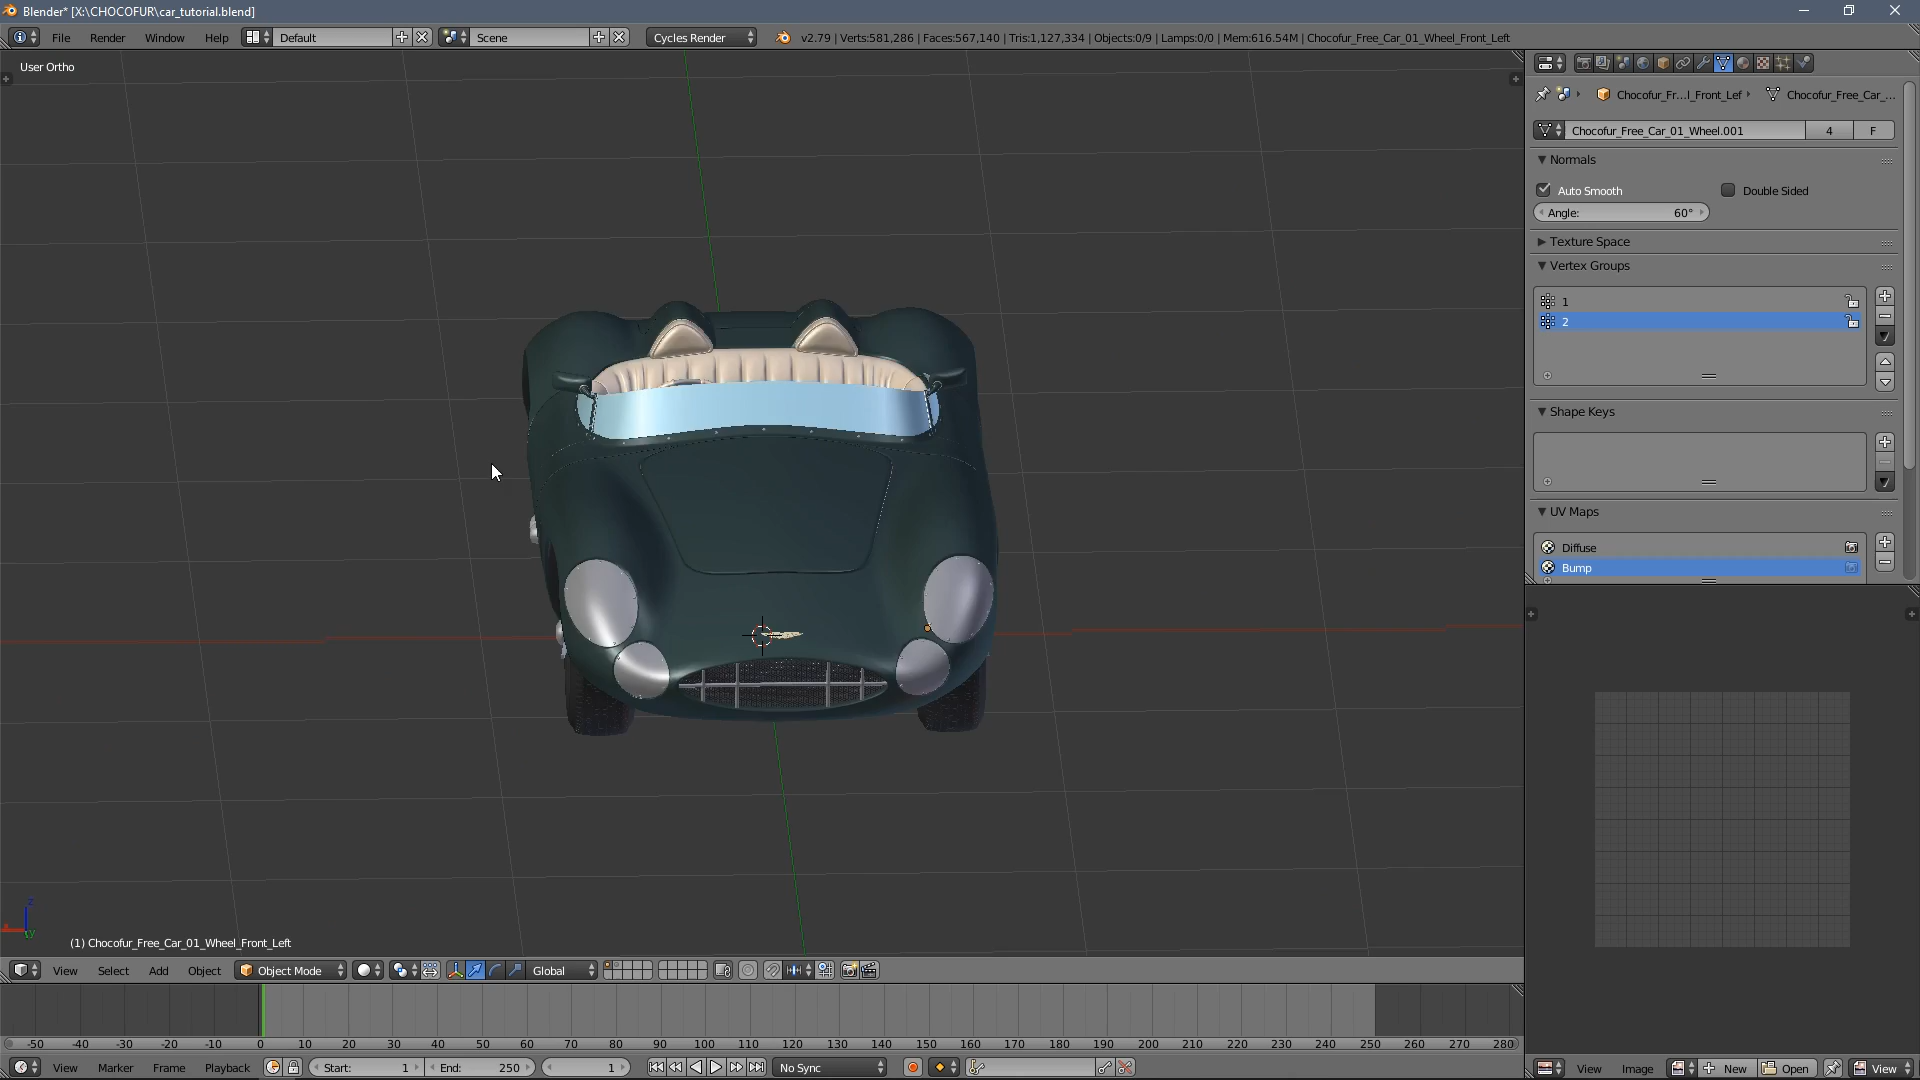 Blender* [X:\CHOCOFUR\car_tutorial.blend]
File Render Window Help Default Scene Cycles Render v2.79 | Verts:581,286 | Faces:567,140 | Tris:1,127,334 | Objects:0/9 | Lamps:0/0 | Mem:616.54M | Chocofur_Free_Car_01_Wheel_Front_Left
User Ortho
Chocofur_Fr...l_Front_Lef Chocofur_Free_Car_...
Chocofur_Free_Car_01_Wheel.001 4 F
Normals
Auto Smooth Double Sided
Angle: 60°
Texture Space
Vertex Groups
1
2
Shape Keys
UV Maps
Diffuse
Bump
z
y
(1) Chocofur_Free_Car_01_Wheel_Front_Left
View Select Add Object Object Mode Global
-50 -40 -30 -20 -10 0 10 20 30 40 50 60 70 80 90 100 110 120 130 140 150 160 170 180 190 200 210 220 230 240 250 260 270 280
View Marker Frame Playback Start: 1 End: 250 1 No Sync
View Image New Open View